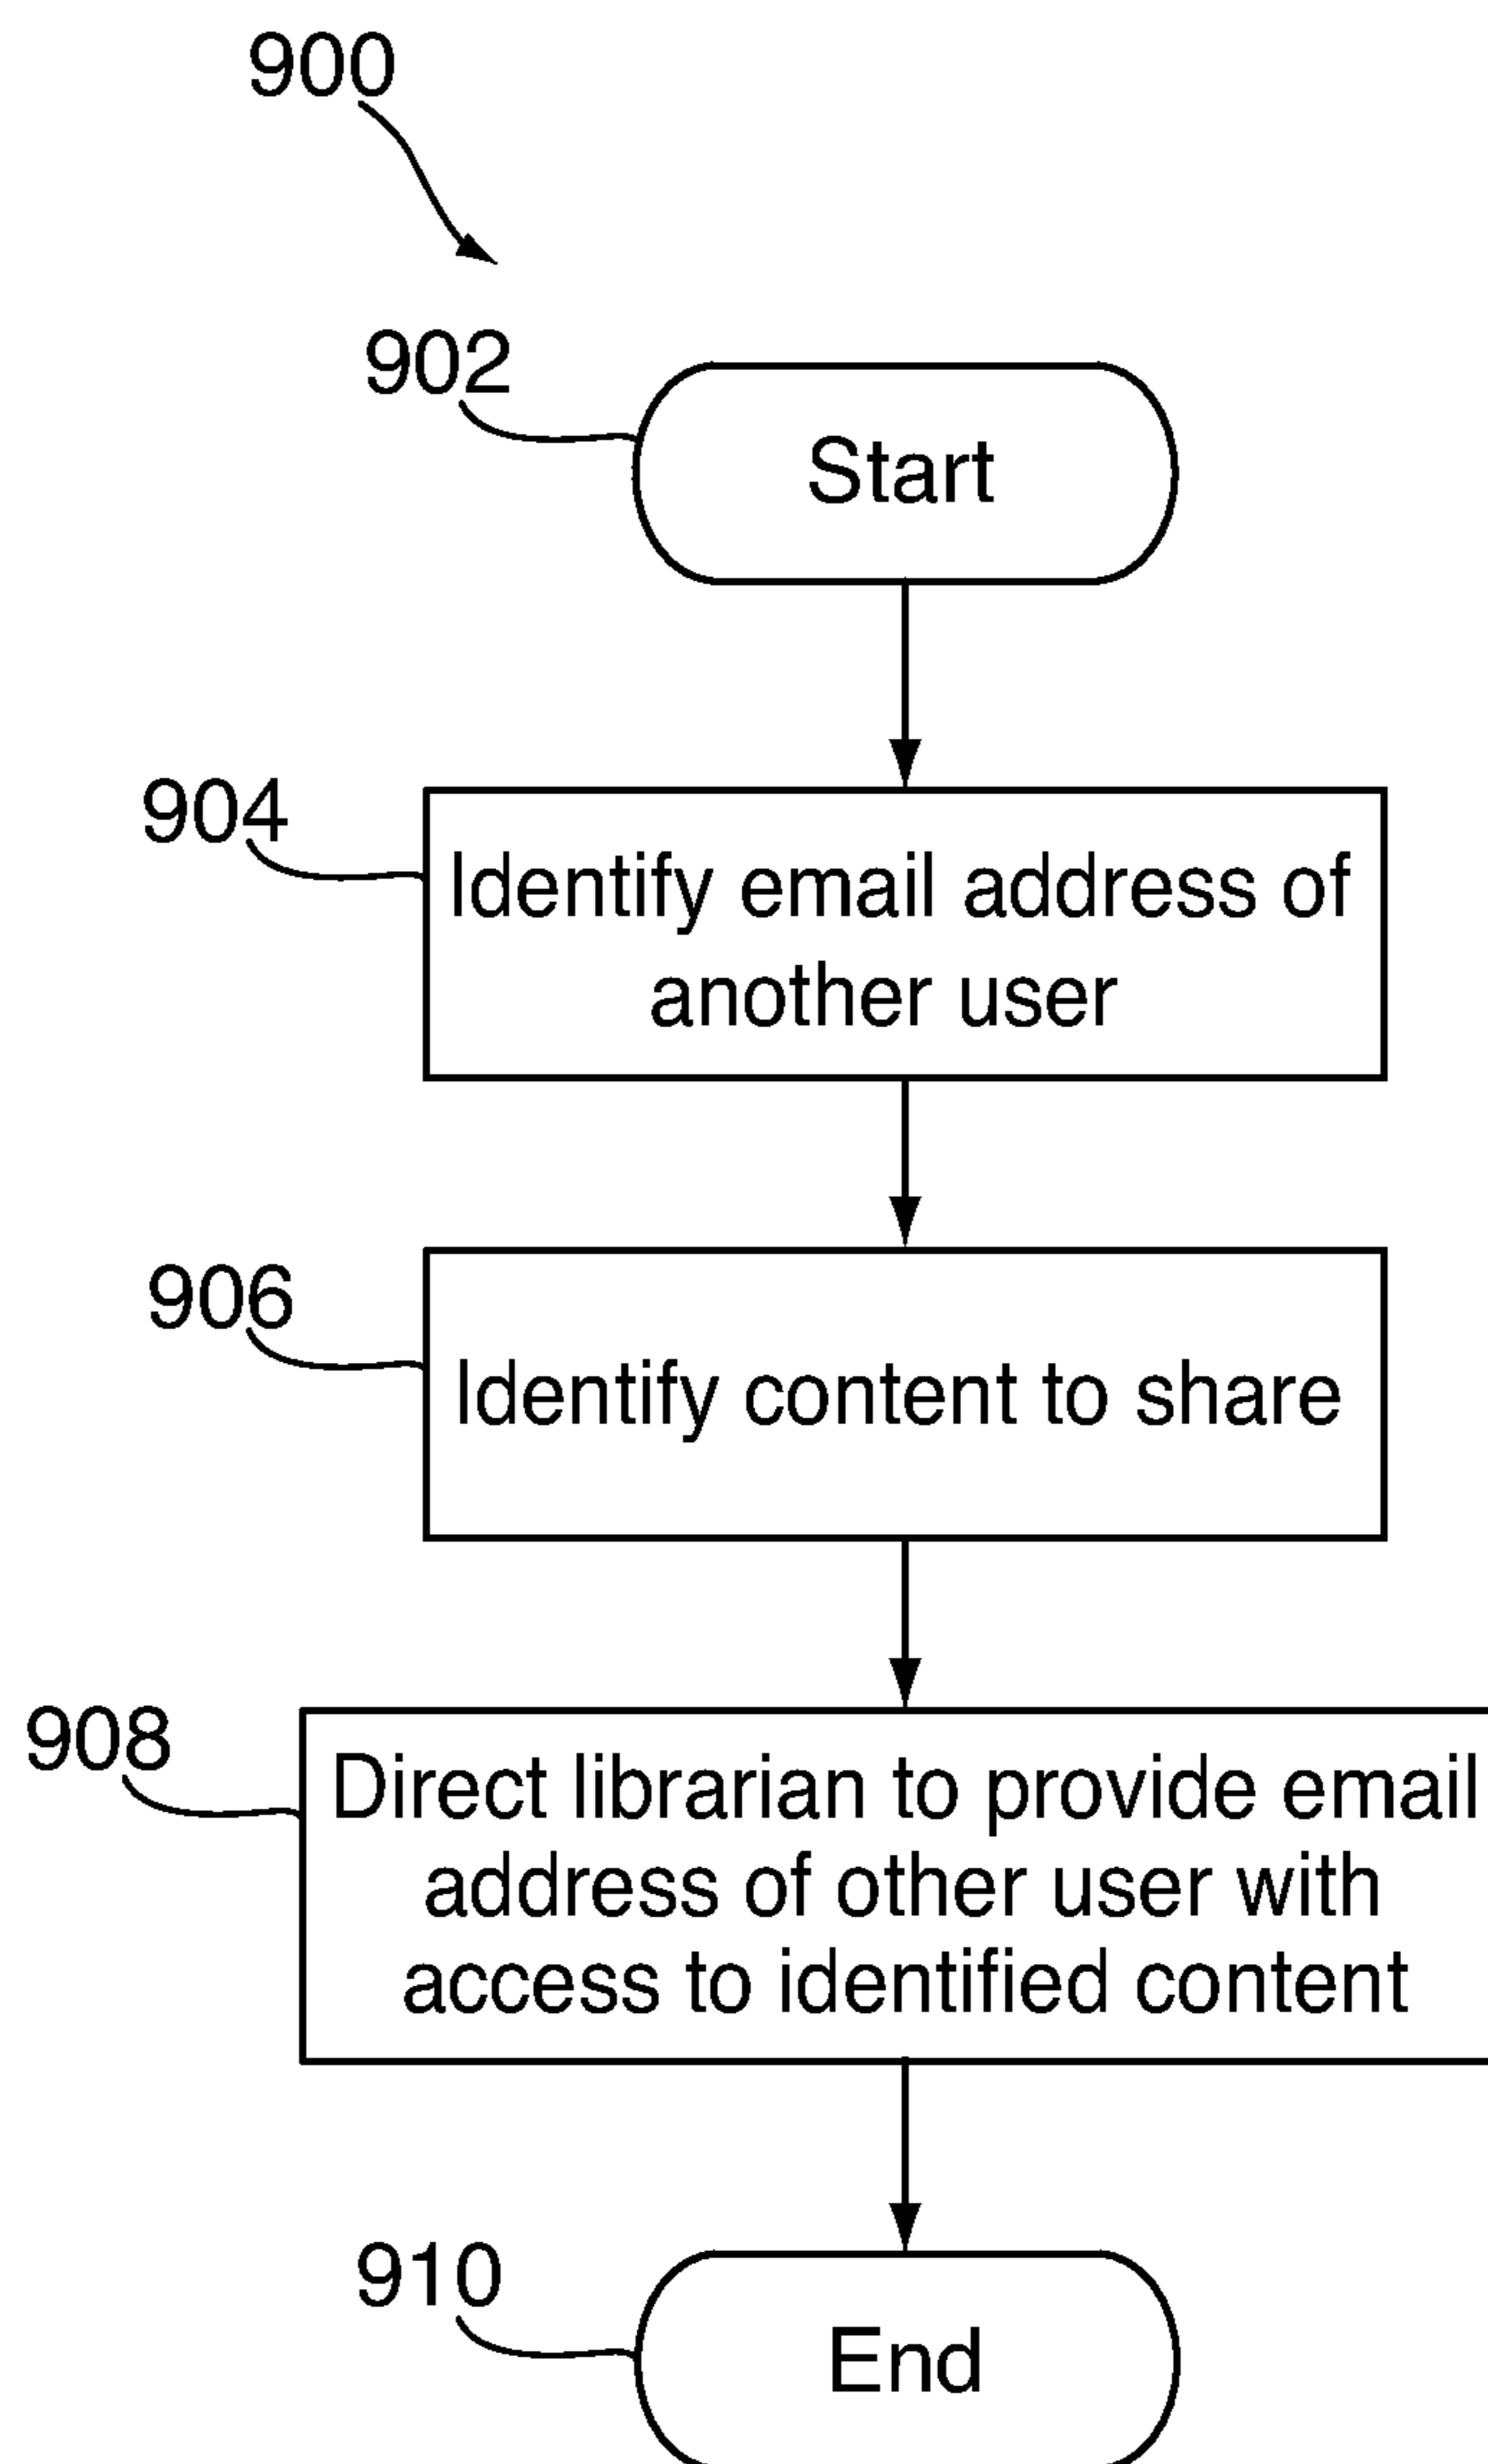 900
902
Start
904
Identify email address of
another user
906
Identify content to share
908
Direct librarian to provide email
address of other user with
access to identified content
910
End